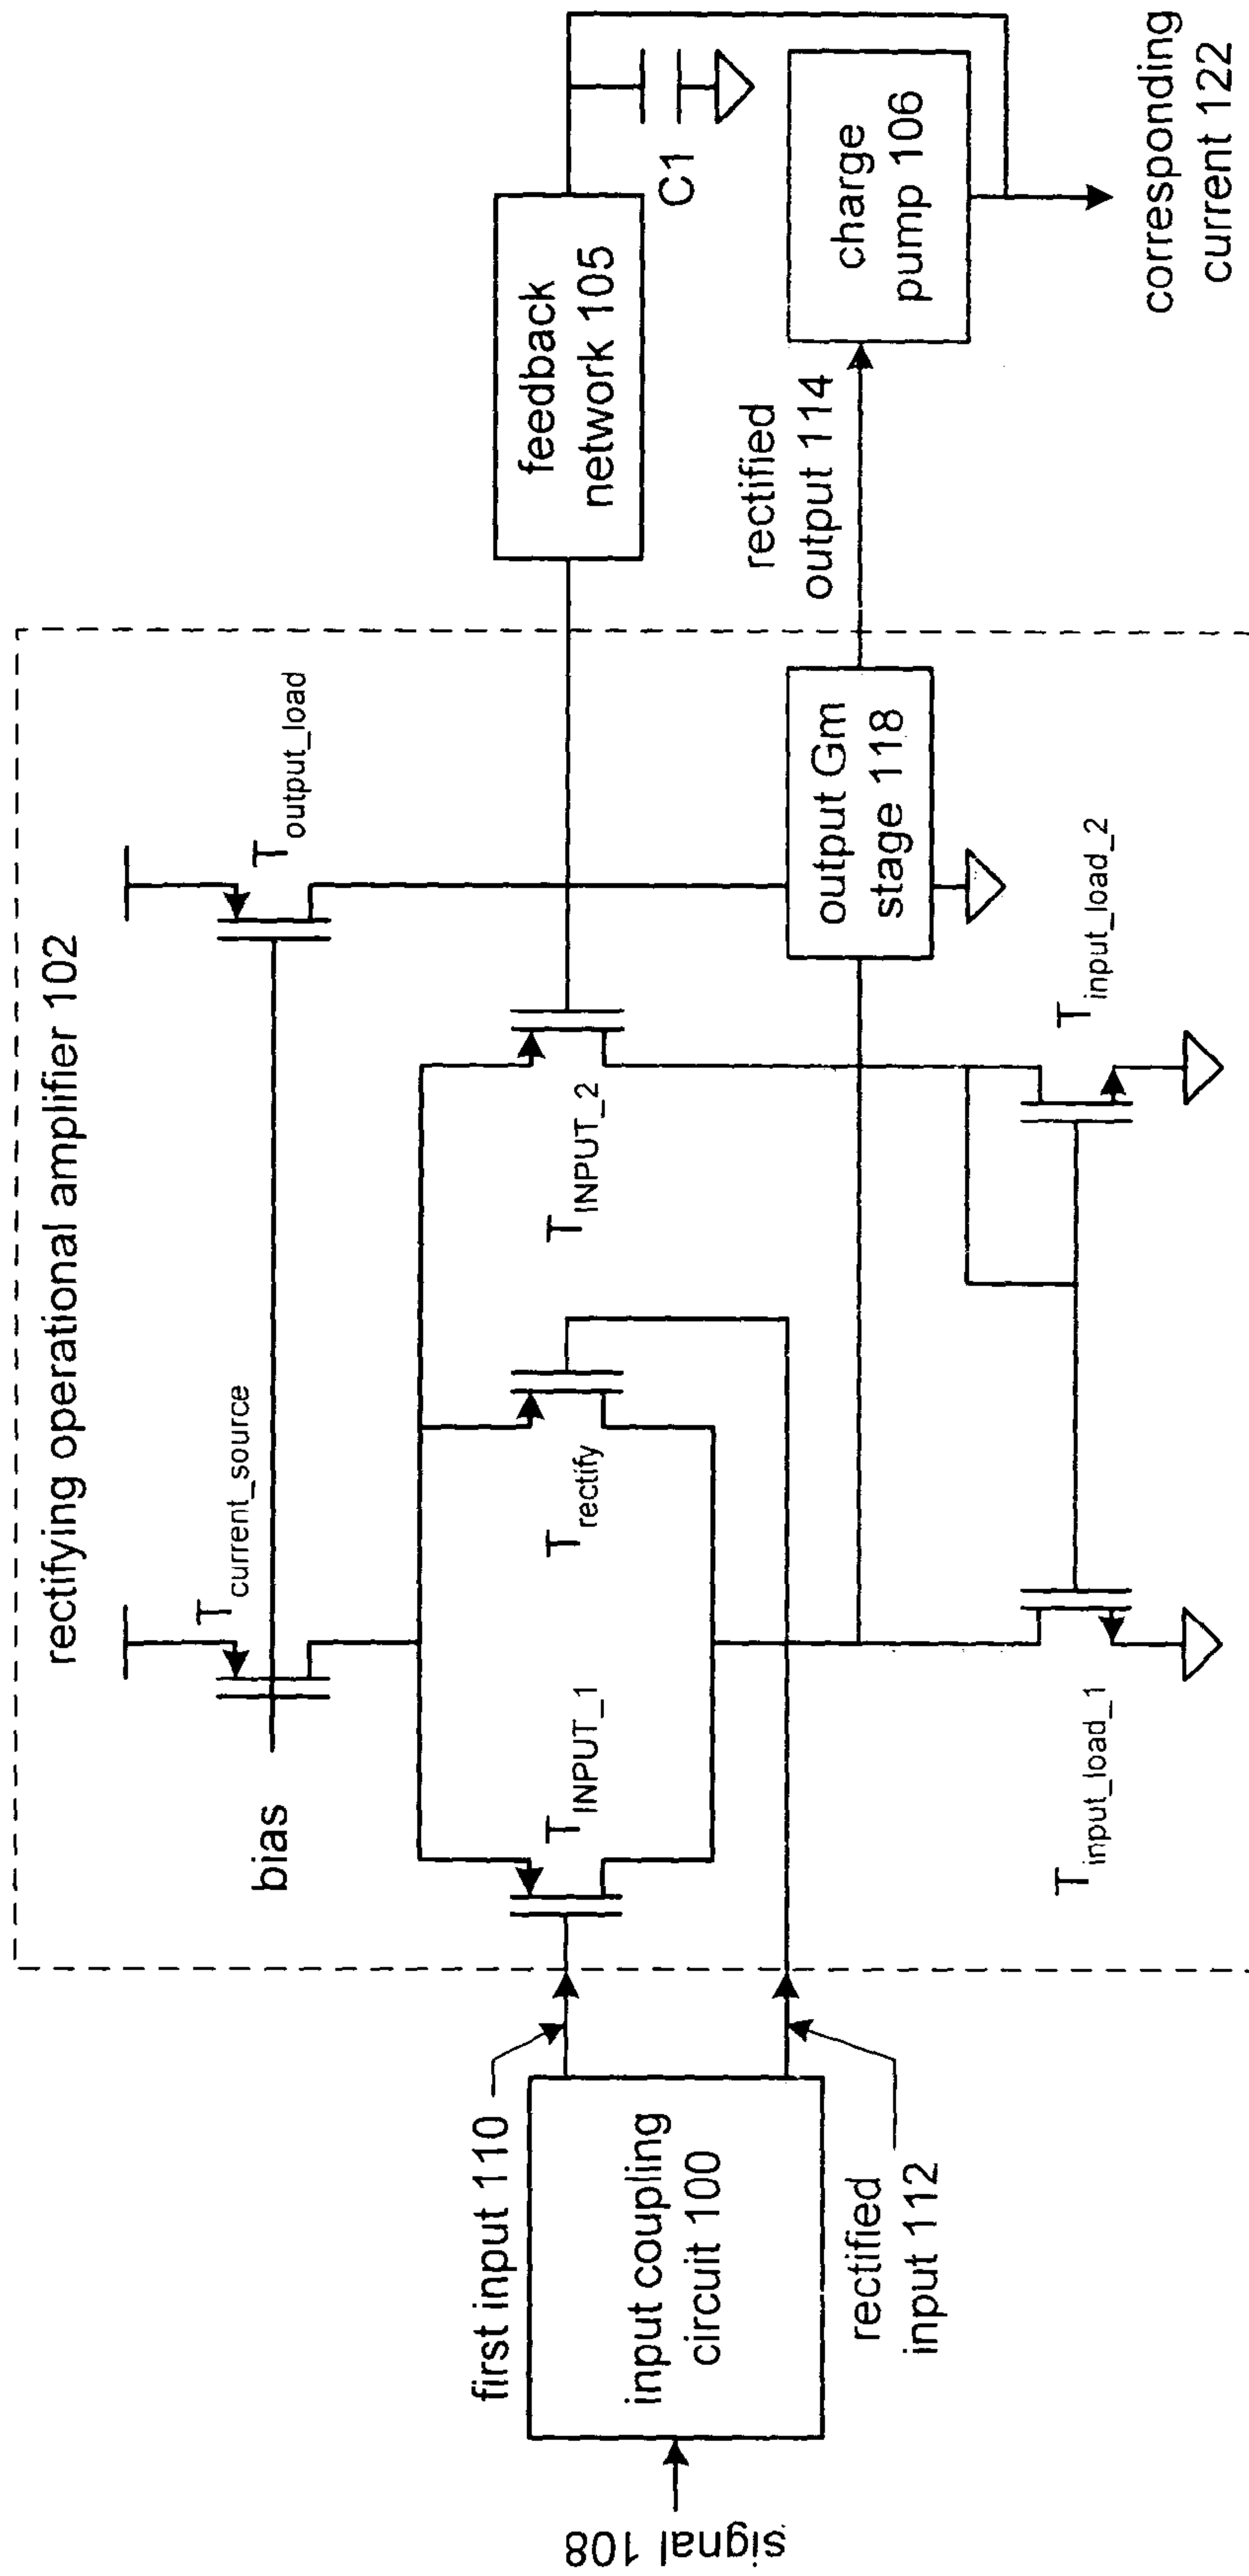 rectifying operational amplifier 102
bias
T_current_source
T_output_load
T_INPUT_1
T_rectify
T_INPUT_2
first input 110
input coupling
circuit 100
signal 108
rectified
input 112
feedback
network 105
C1
rectified
output 114
output Gm
stage 118
charge
pump 106
T_input_load_1
T_input_load_2
corresponding
current 122